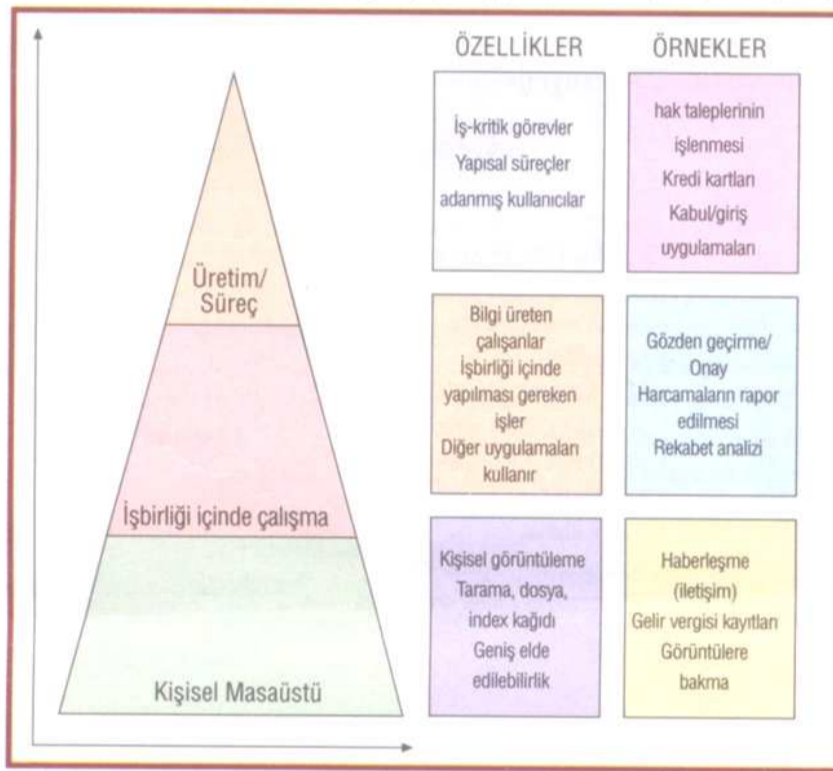 ÖZELLİKLER
ÖRNEKLER
Üretim/
Süreç
İş-kritik görevler
Yapısal süreçler
adanmış kullanıcılar
hak taleplerinin
işlenmesi
Kredi kartları
Kabul/giriş
uygulamaları
İşbirliği içinde çalışma
Bilgi üreten
çalışanlar
İşbirliği içinde
yapılması gereken
işler
Diğer uygulamaları
kullanır
Gözden geçirme/
Onay
Harcamaların rapor
edilmesi
Rekabet analizi
Kişisel Masaüstü
Kişisel görüntüleme
Tarama, dosya,
index kağıdı
Geniş elde
edilebilirlik
Haberleşme
(iletişim)
Gelir vergisi kayıtları
Görüntülere
bakma